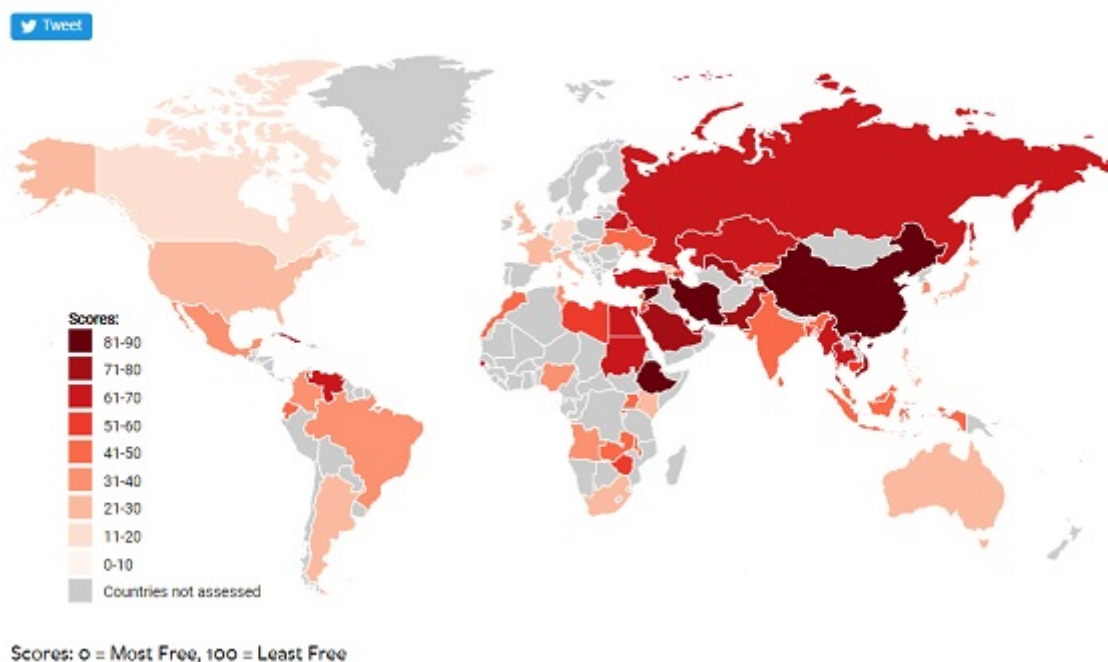 Tweet
Scores:
81-90
71-80
61-70
51-60
41-50
31-40
21-30
11-20
0-10
Countries not assessed
Scores: 0 = Most Free, 100 = Least Free